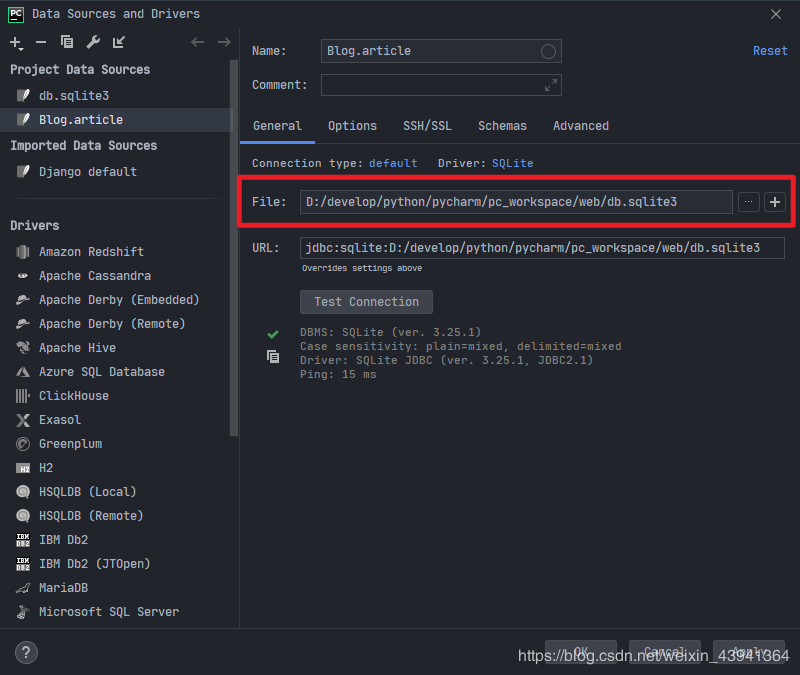 PC Data Sources and Drivers
Project Data Sources
db.sqlite3
Blog.article
Imported Data Sources
Django default
Drivers
Amazon Redshift
Apache Cassandra
Apache Derby (Embedded)
Apache Derby (Remote)
Apache Hive
Azure SQL Database
ClickHouse
Exasol
Greenplum
H2 H2
HSQLDB (Local)
HSQLDB (Remote)
IBM DB2 IBM Db2
IBM DB2 IBM Db2 (JTOpen)
MariaDB
Microsoft SQL Server
Name: Blog.article Reset
Comment:
General Options SSH/SSL Schemas Advanced
Connection type: default Driver: SQLite
File: D:/develop/python/pycharm/pc_workspace/web/db.sqlite3 ...
URL: jdbc:sqlite:D:/develop/python/pycharm/pc_workspace/web/db.sqlite3
Overrides settings above
Test Connection
DBMS: SQLite (ver. 3.25.1)
Case sensitivity: plain=mixed, delimited=mixed
Driver: SQLite JDBC (ver. 3.25.1, JDBC2.1)
Ping: 15 ms
? OK Cancel Apply
https://blog.csdn.net/weixin_43941364